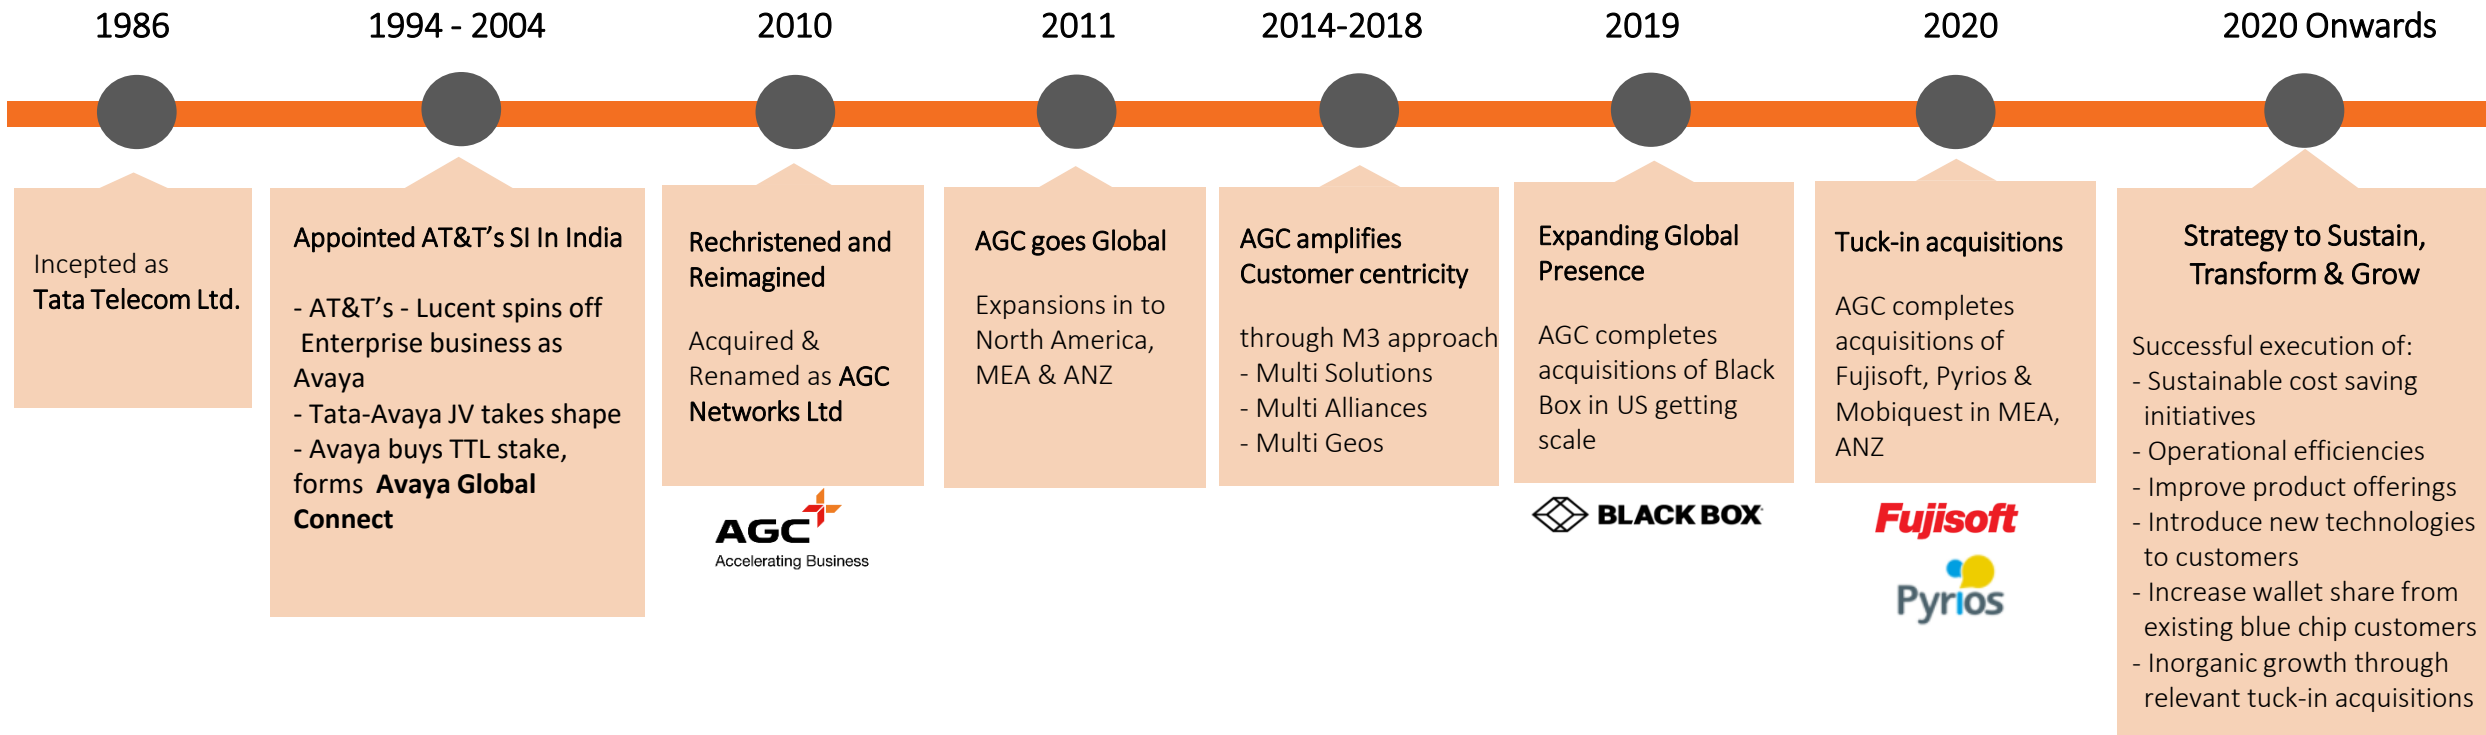 1986
Incepted as
Tata Telecom Ltd.
1994 - 2004
Appointed AT&T's SI In India
- AT&T's - Lucent spins off
Enterprise business as
Avaya
- Tata-Avaya JV takes shape
- Avaya buys TTL stake,
forms Avaya Global
Connect
2010
Rechristened and
Reimagined
Acquired &
Renamed as AGC
Networks Ltd
AGC
Accelerating Business
2011
AGC goes Global
Expansions in to
North America,
MEA & ANZ
2014-2018
AGC amplifies
Customer centricity
through M3 approach
- Multi Solutions
- Multi Alliances
- Multi Geos
2019
Expanding Global
Presence
AGC completes
acquisitions of Black
Box in US getting
scale
BLACK BOX
2020
Tuck-in acquisitions
AGC completes
acquisitions of
Fujisoft, Pyrios &
Mobiquest in MEA,
ANZ
Fujisoft
Pyrios
2020 Onwards
Strategy to Sustain,
Transform & Grow
Successful execution of:
- Sustainable cost saving
initiatives
- Operational efficiencies
- Improve product offerings
- Introduce new technologies
to customers
- Increase wallet share from
existing blue chip customers
- Inorganic growth through
relevant tuck-in acquisitions